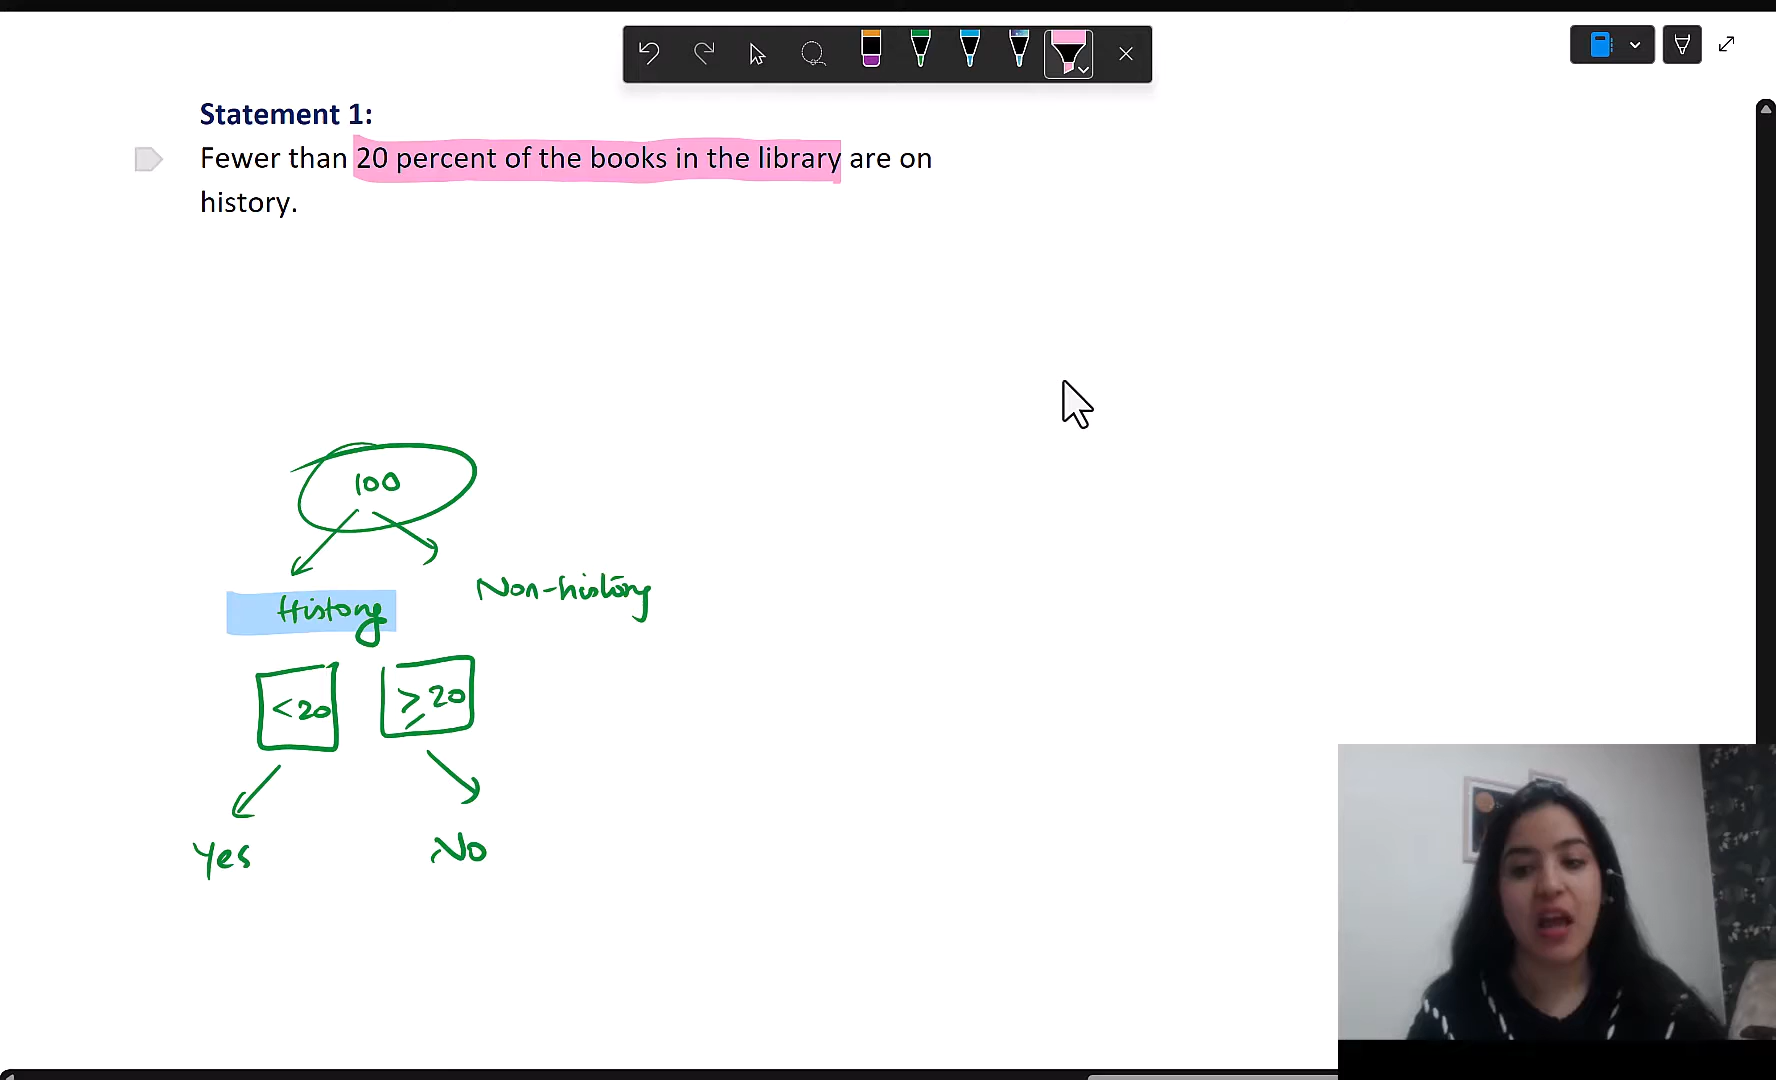 Statement 1:
Fewer than 20 percent of the books in the library are on
history.
100
History
Non-history
<20
≥20
Yes
No